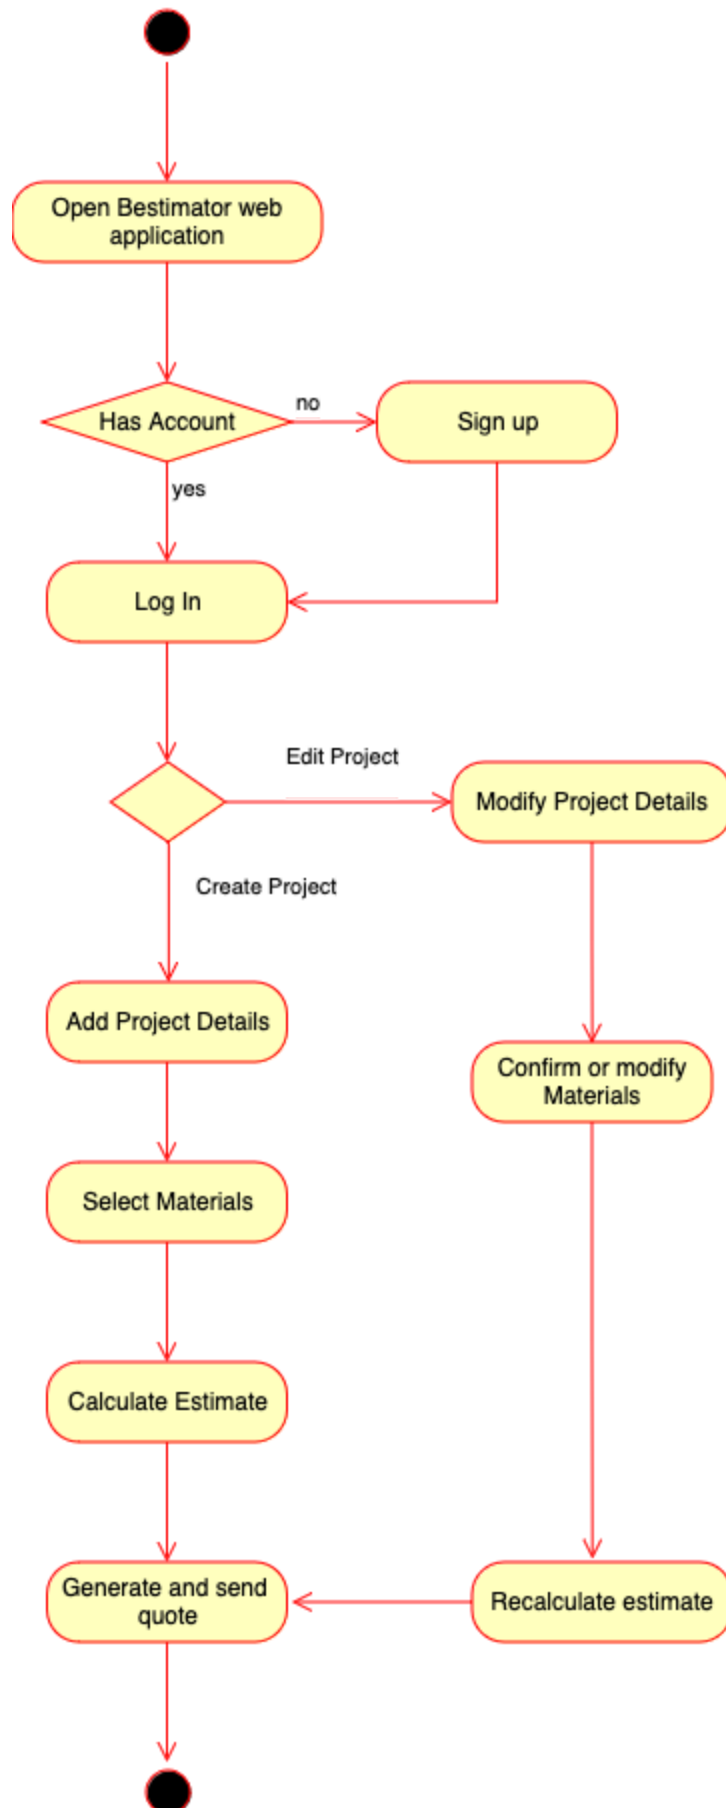 Open Bestimator web
application
Has Account
no
Sign up
yes
Log In
Edit Project
Modify Project Details
Create Project
Add Project Details
Confirm or modify
Materials
Select Materials
Calculate Estimate
Generate and send
quote
Recalculate estimate